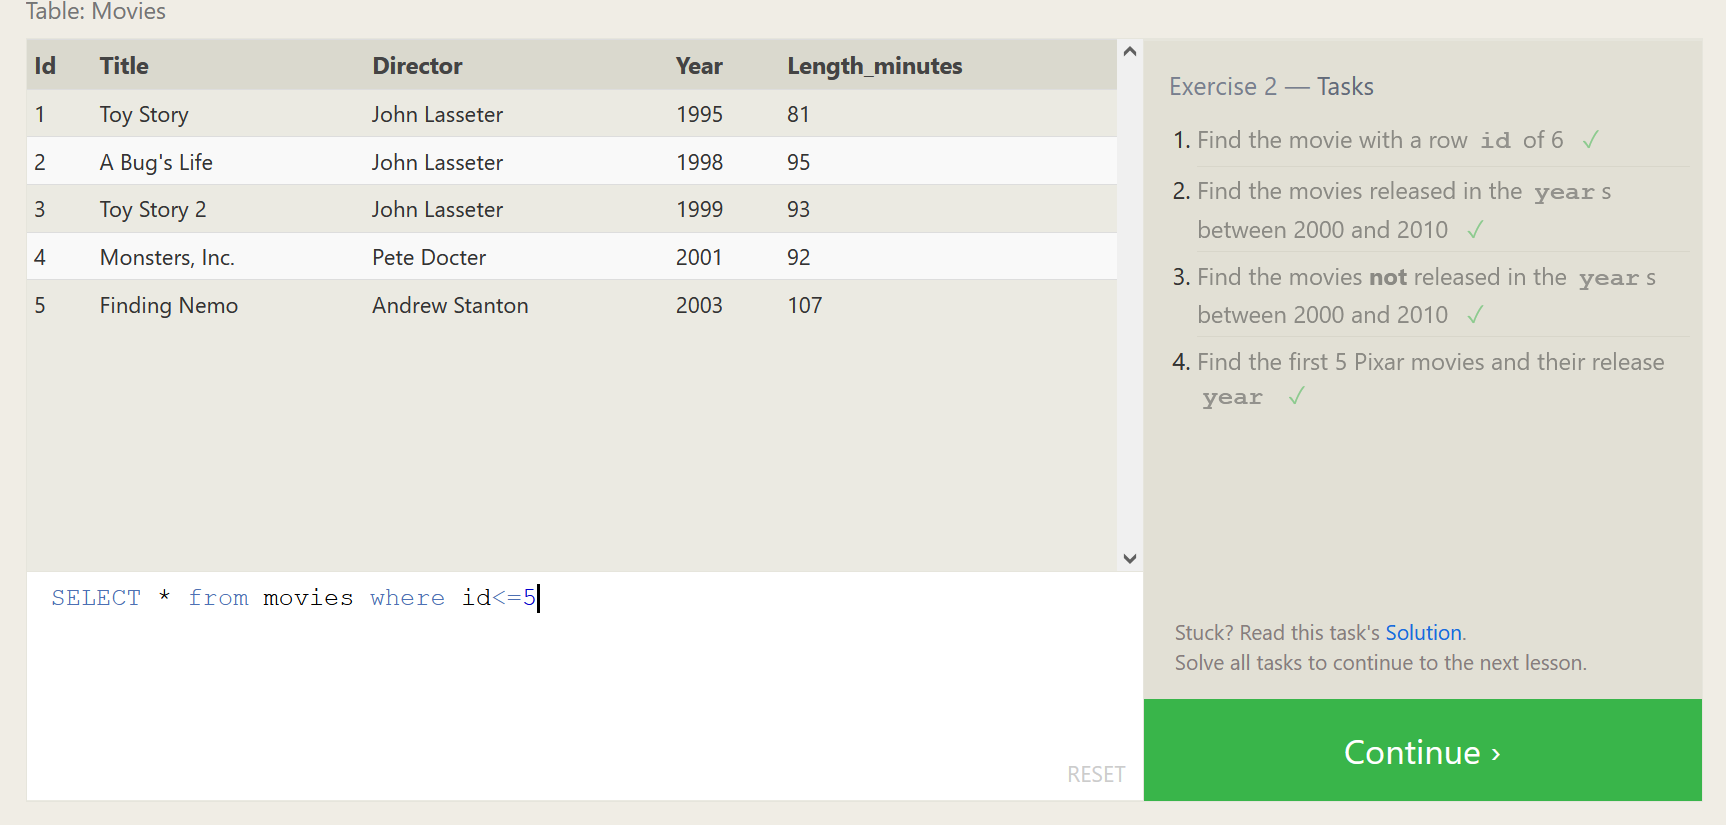 Table: Movies
Id Title Director Year Length_minutes
1 Toy Story John Lasseter 1995 81
2 A Bug's Life John Lasseter 1998 95
3 Toy Story 2 John Lasseter 1999 93
4 Monsters, Inc. Pete Docter 2001 92
5 Finding Nemo Andrew Stanton 2003 107
SELECT * from movies where id<=5
RESET
Exercise 2 — Tasks
1. Find the movie with a row id of 6 ✓
2. Find the movies released in the year s
between 2000 and 2010 ✓
3. Find the movies not released in the year s
between 2000 and 2010 ✓
4. Find the first 5 Pixar movies and their release
year ✓
Stuck? Read this task's Solution.
Solve all tasks to continue to the next lesson.
Continue ›